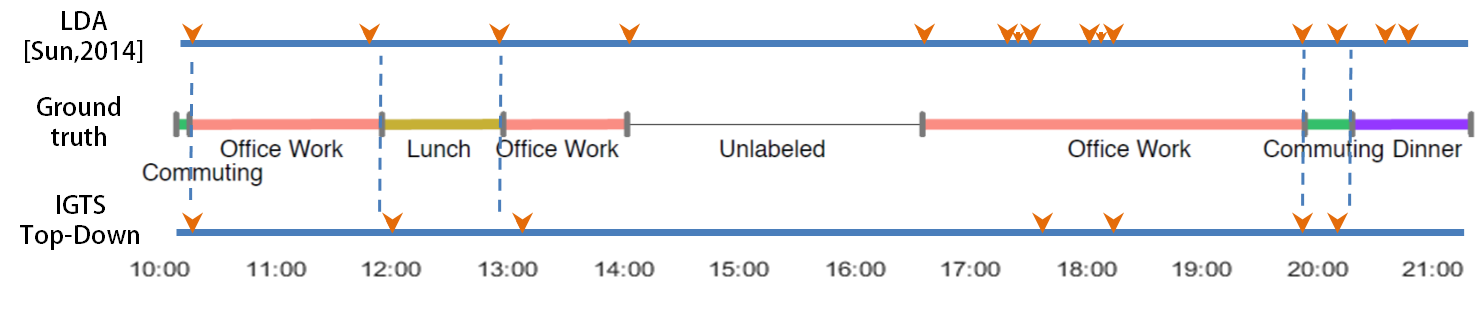 LDA
[Sun,2014]
Ground
truth
Office Work
Lunch
Office Work
Unlabeled
Office Work
Commuting
Dinner
Commuting
IGTS
Top-Down
10:00
11:00
12:00
13:00
14:00
15:00
16:00
17:00
18:00
19:00
20:00
21:00